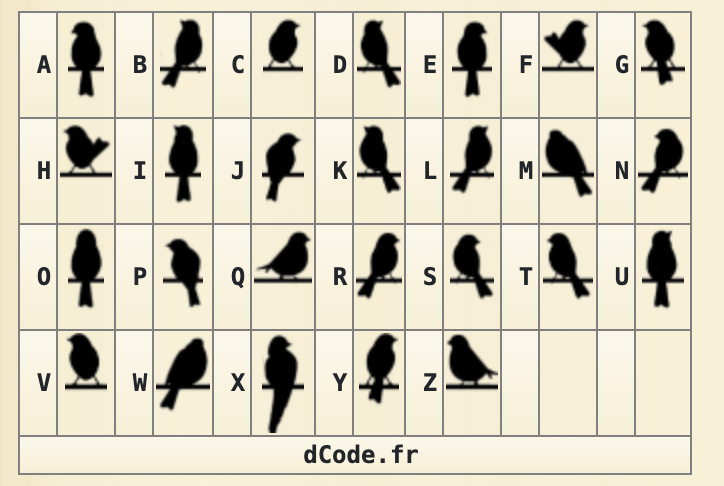 A B C D E F G
H I J K L M N
O P Q R S T U
V W X Y Z
dCode.fr